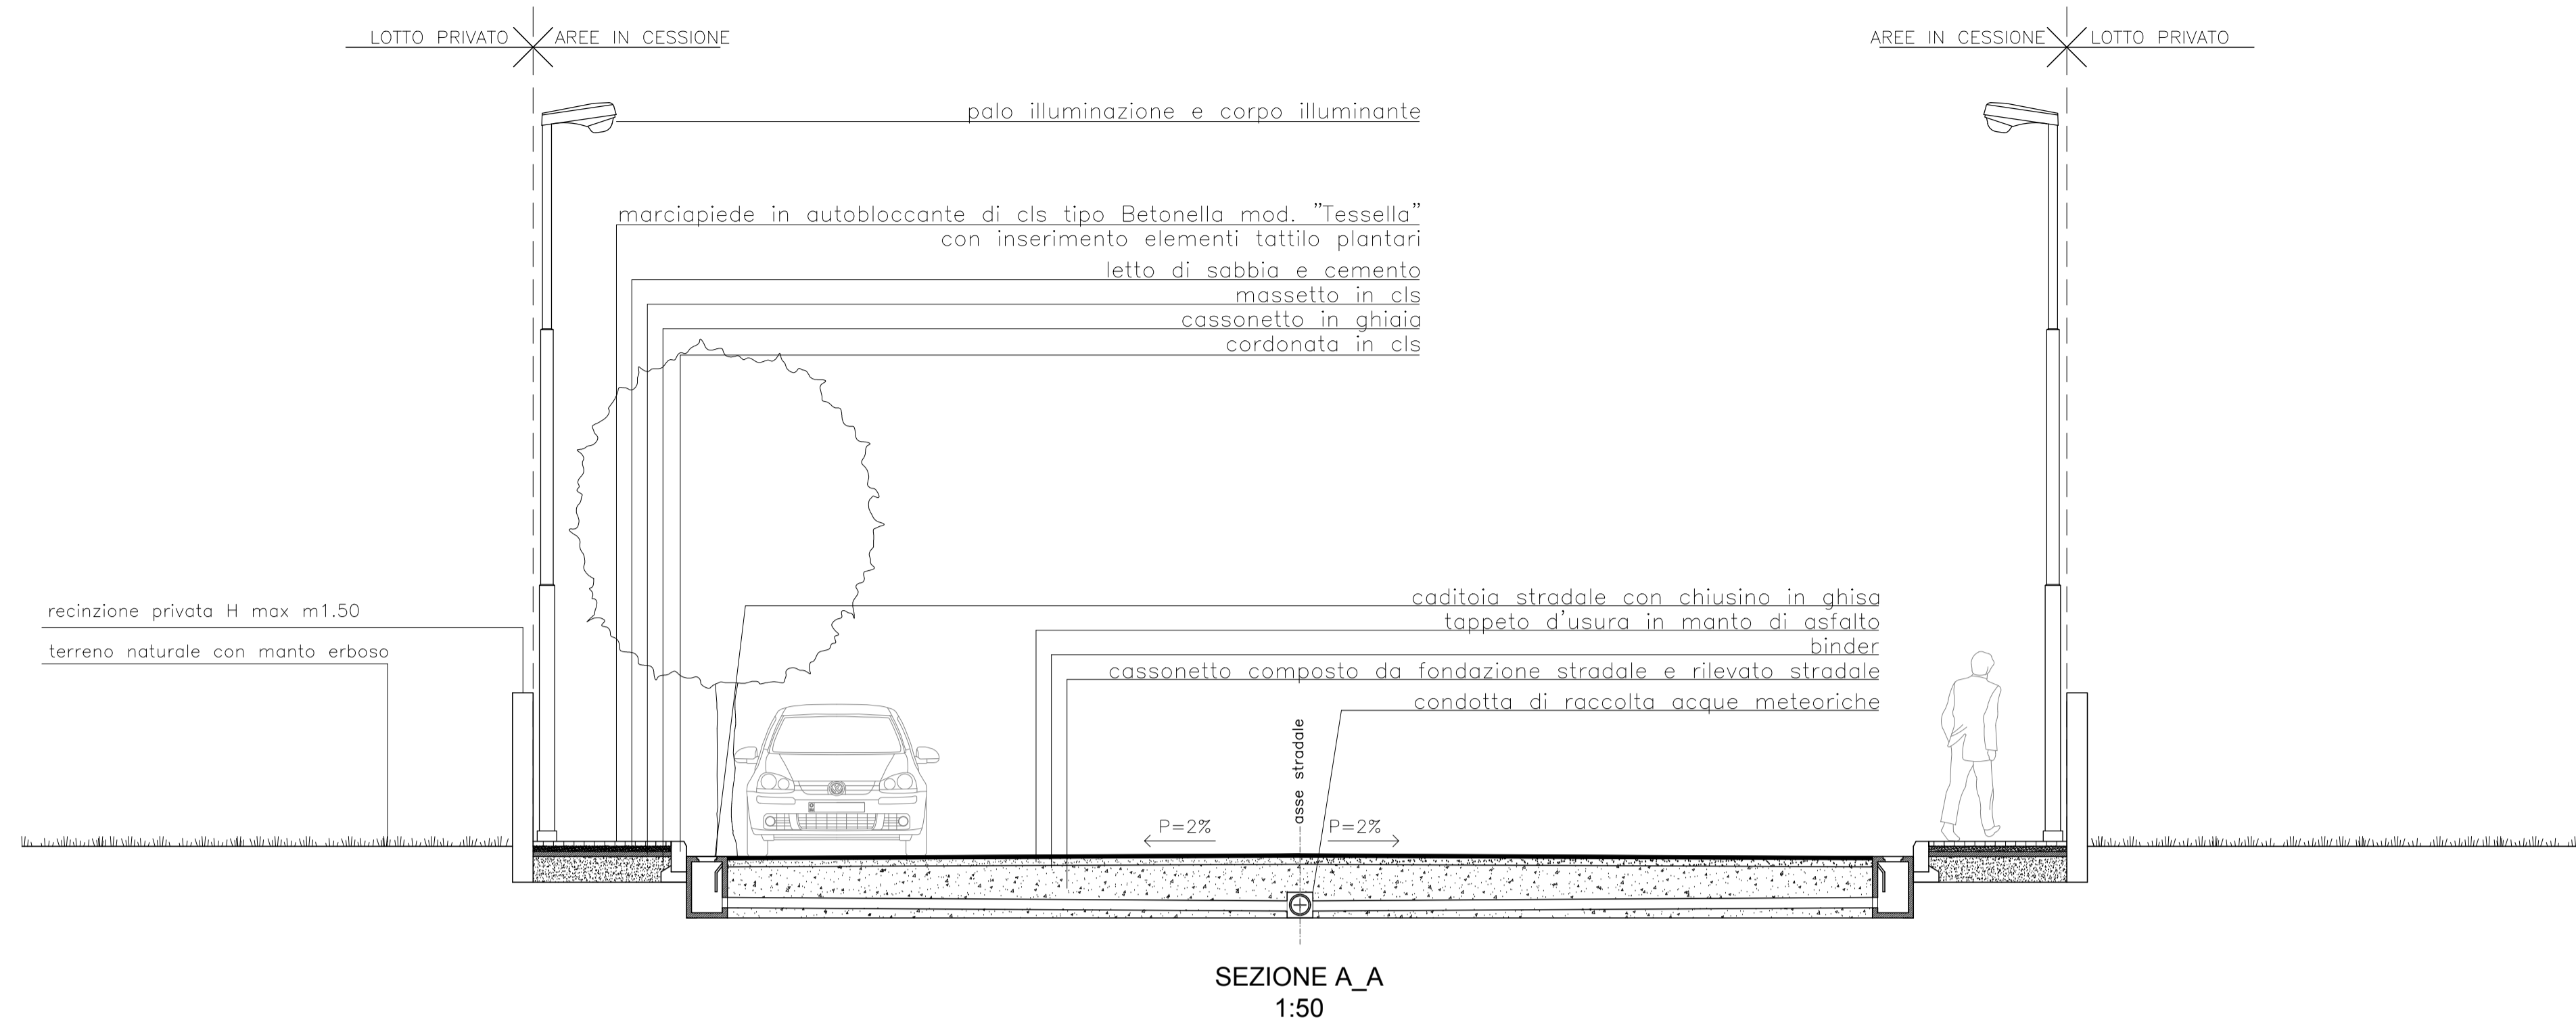 LOTTO PRIVATO AREE IN CESSIONE
AREE IN CESSIONE LOTTO PRIVATO
palo illuminazione e corpo illuminante
marciapiede in autobloccante di cls tipo Betonella mod. "Tessella"
con inserimento elementi tattilo plantari
letto di sabbia e cemento
massetto in cls
cassonetto in ghiaia
cordonata in cls
recinzione privata H max m1.50
terreno naturale con manto erboso
caditoia stradale con chiusino in ghisa
tappeto d'usura in manto di asfalto
binder
cassonetto composto da fondazione stradale e rilevato stradale
condotta di raccolta acque meteoriche
asse stradale
P=2% P=2%
SEZIONE A_A
1:50